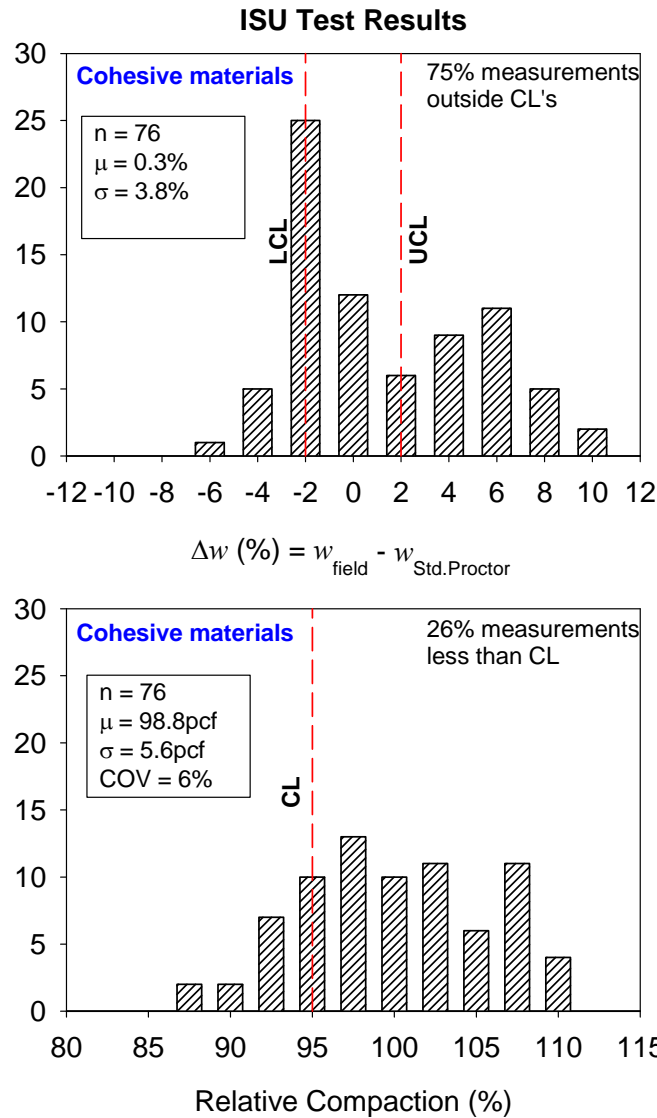 ISU Test Results
30
25
20
15
10
5
0
Cohesive materials
75% measurements
outside CL's
n = 76
μ = 0.3%
σ = 3.8%
LCL
UCL
-12 -10 -8 -6 -4 -2 0 2 4 6 8 10 12
Δw (%) = w field - w Std.Proctor
30
25
20
15
10
5
0
Cohesive materials
26% measurements
less than CL
n = 76
μ = 98.8pcf
σ = 5.6pcf
COV = 6%
CL
80 85 90 95 100 105 110 115
Relative Compaction (%)